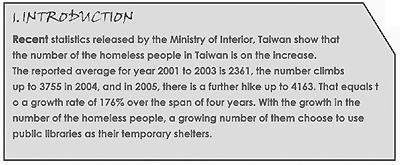 1. INTRODUCTION
Recent statistics released by the Ministry of Interior, Taiwan show that
the number of the homeless people in Taiwan is on the increase.
The reported average for year 2001 to 2003 is 2361, the number climbs
up to 3755 in 2004, and in 2005, there is a further hike up to 4163. That equals t
o a growth rate of 176% over the span of four years. With the growth in the
number of the homeless people, a growing number of them choose to use
public libraries as their temporary shelters.